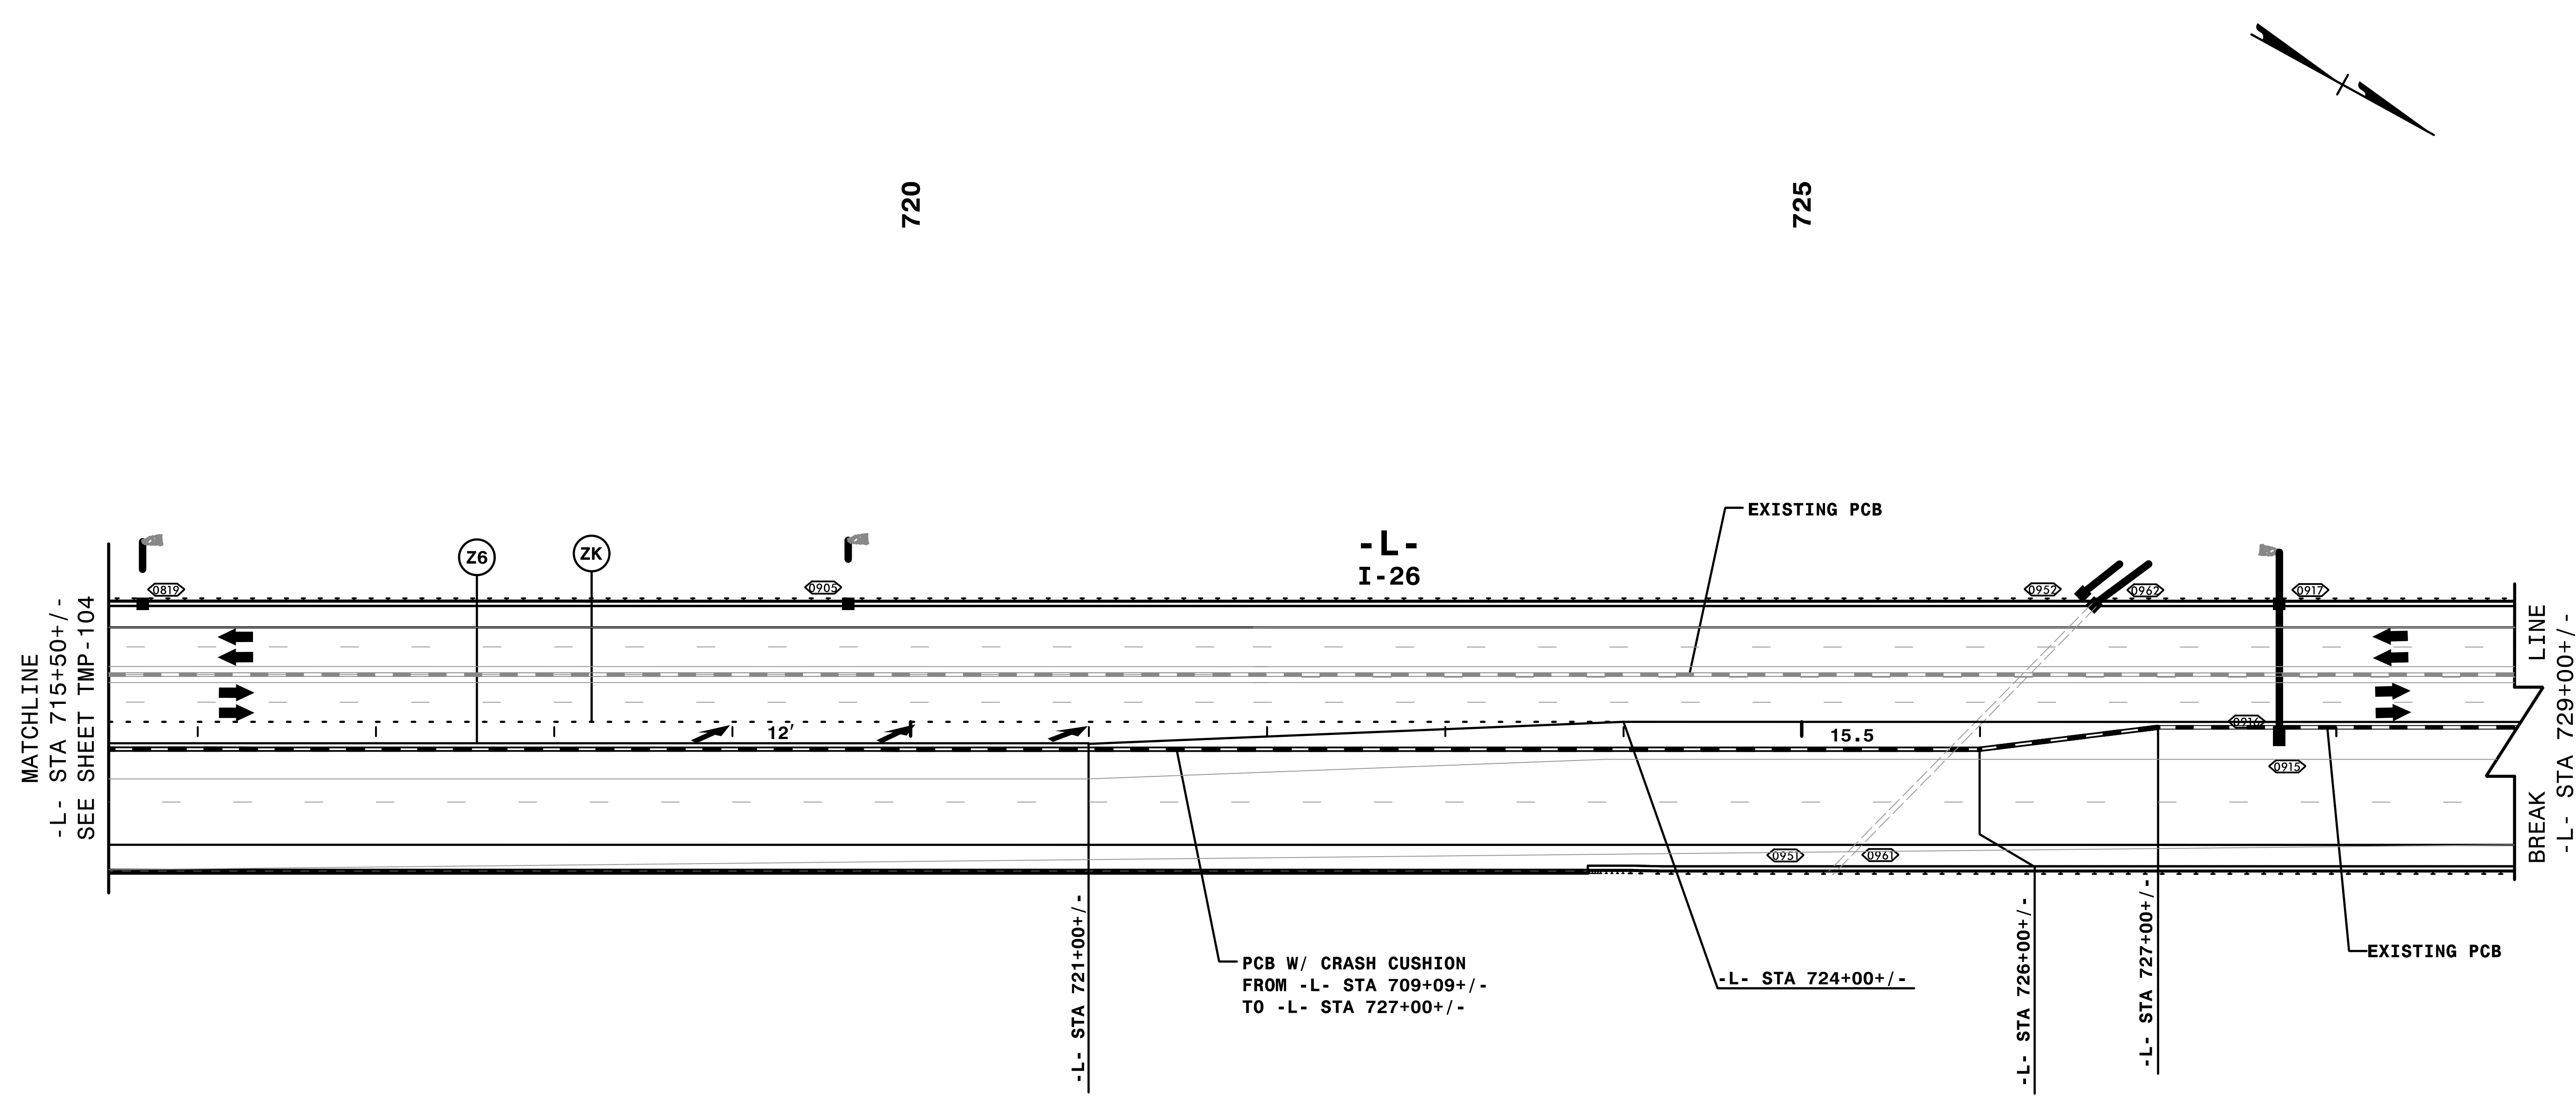 720
725
EXISTING PCB
-L-
I-26
Z6
ZK
0819
0905
0952
0962
0917
MATCHLINE
-L- STA 715+50+/-
SEE SHEET TMP-104
12'
15.5
0916
0915
0951
0961
BREAK LINE
-L- STA 729+00+/-
-L- STA 721+00+/-
PCB W/ CRASH CUSHION
FROM -L- STA 709+09+/-
TO -L- STA 727+00+/-
-L- STA 724+00+/-
-L- STA 726+00+/-
-L- STA 727+00+/-
EXISTING PCB